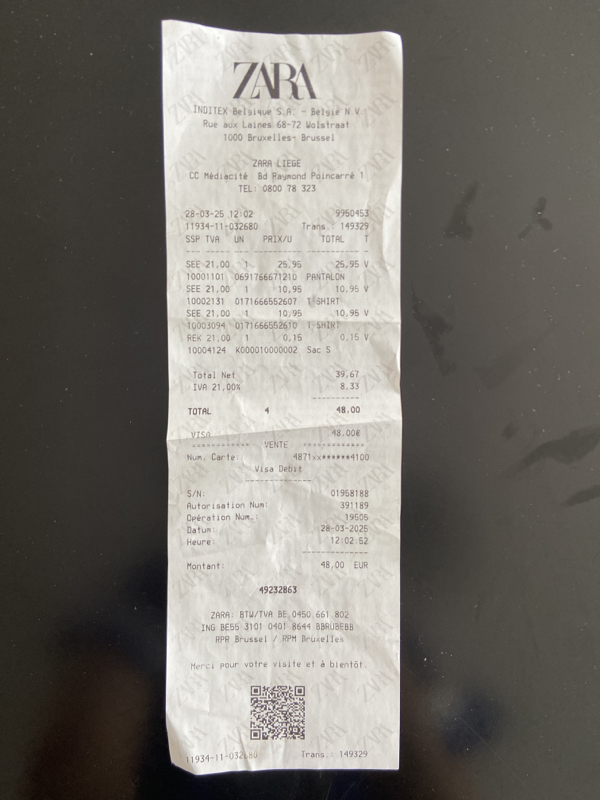 ZARA
INDITEX Belgique S.A. - Belgie N.V.
Rue aux Laines 68-72 Wolstraat
1000 Bruxelles- Brussel
ZARA LIEGE
CC Médiacité Bd Raymond Poincarré 1
TEL: 0800 78 323
28-03-25 12:02 9950453
11934-11-032680 Trans.: 149329
SSP TVA UN PRIX/U TOTAL T
SEE 21,00 1 25,95 25,95 V
10001101 0691766671210 PANTALON
SEE 21,00 1 10,95 10,95 V
10002131 0171666552607 T-SHIRT
SEE 21,00 1 10,95 10,95 V
10003094 0171666552610 T-SHIRT
REK 21,00 1 0,15 0,15 V
10004124 K000010000002 Sac S
Total Net 39,67
IVA 21,00% 8,33
TOTAL 4 48,00
VISA 48,00€
VENTE
Num. Carte: 4871xx******4100
Visa Debit
S/N: 01958188
Autorisation Num: 391189
Opération Num.: 19505
Datum: 28-03-2025
Heure: 12:02:52
Montant: 48,00 EUR
49232863
ZARA: BTW/TVA BE 0450.661.802
ING BE55 3101 0401 8644 BBRUBEBB
RPR Brussel / RPM Bruxelles
Merci pour votre visite et à bientôt.
11934-11-032680 Trans.: 149329